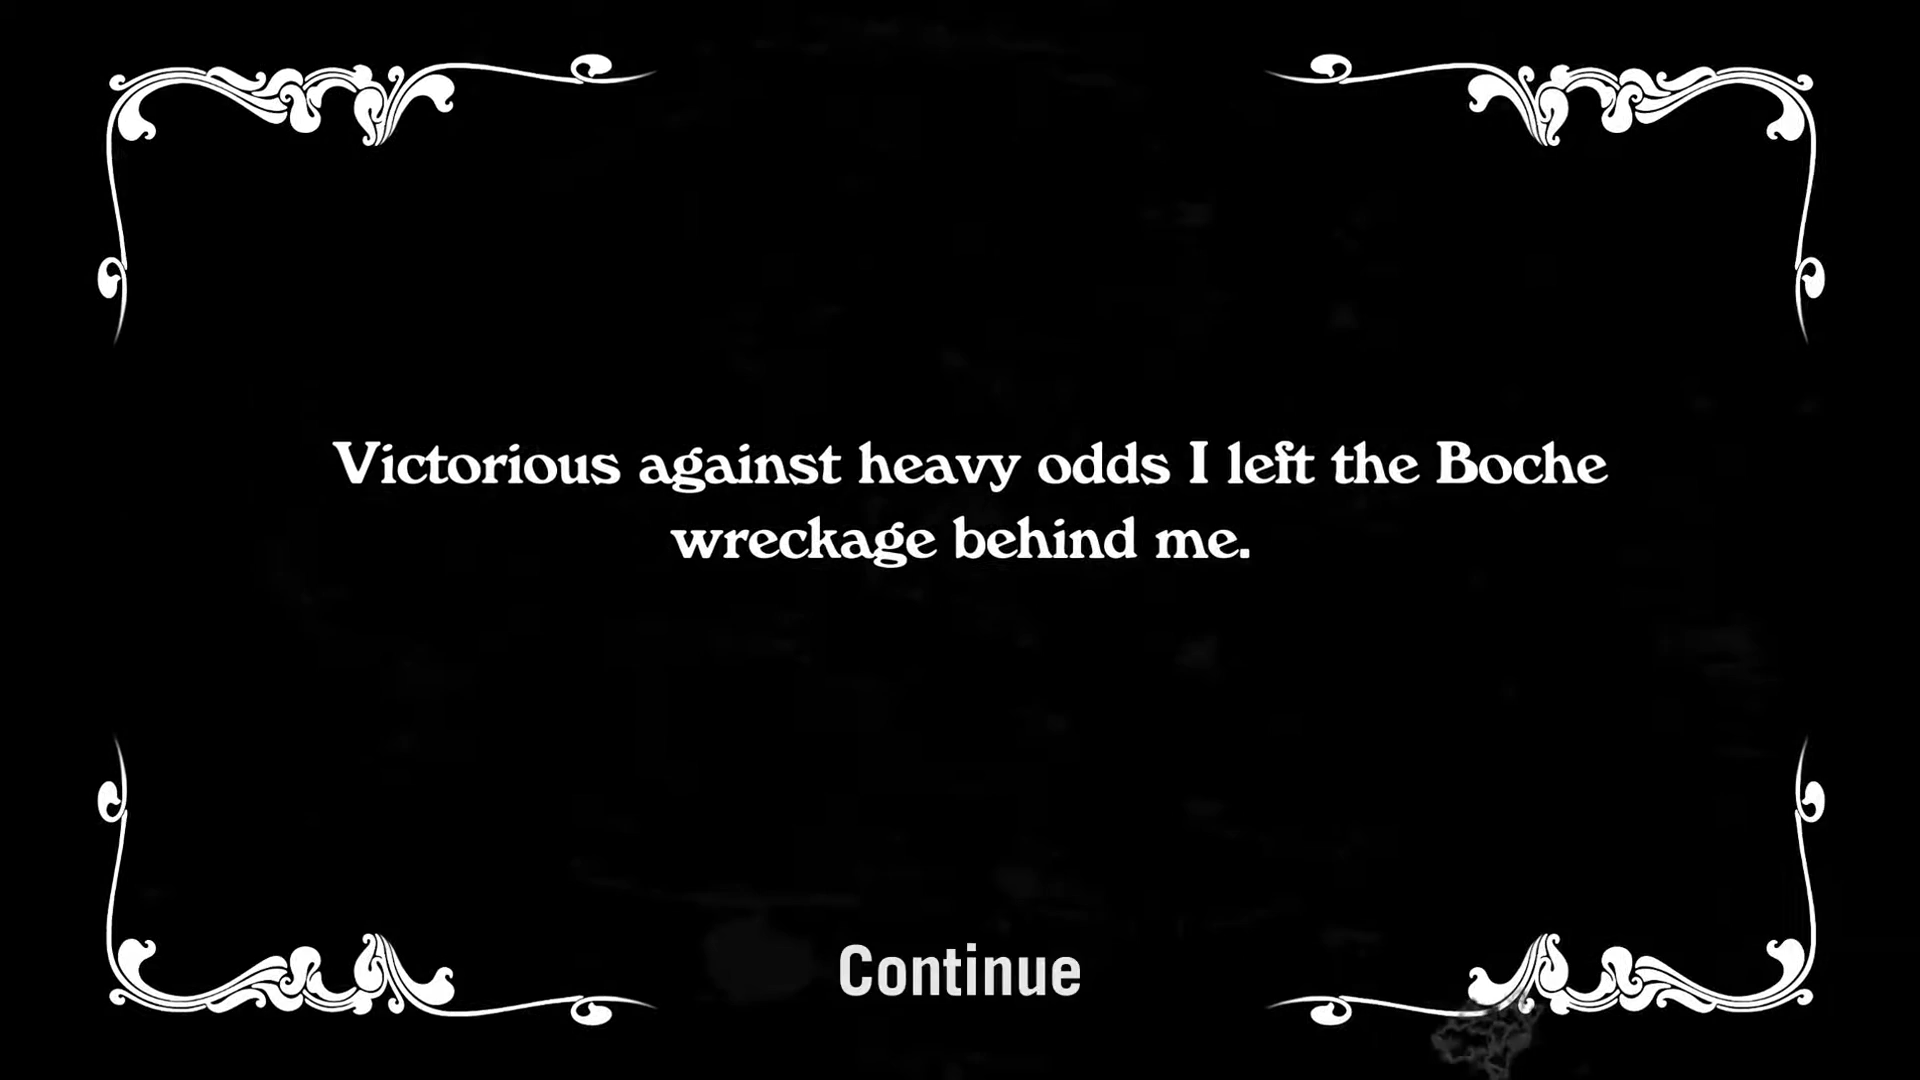 Victorious against heavy odds I left the Boche
wreckage behind me.
Continue